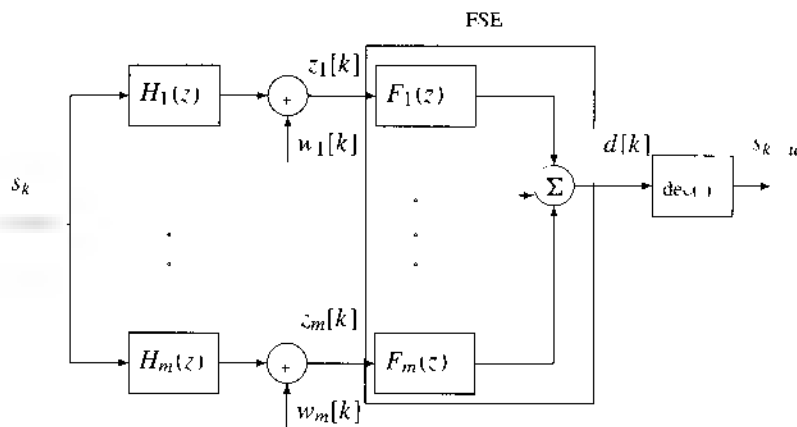 FSE
z₁[k]
H₁(z)
+
F₁(z)
w₁[k]
d[k]
sₖ
Σ
zₘ[k]
Hₘ(z)
+
Fₘ(z)
wₘ[k]